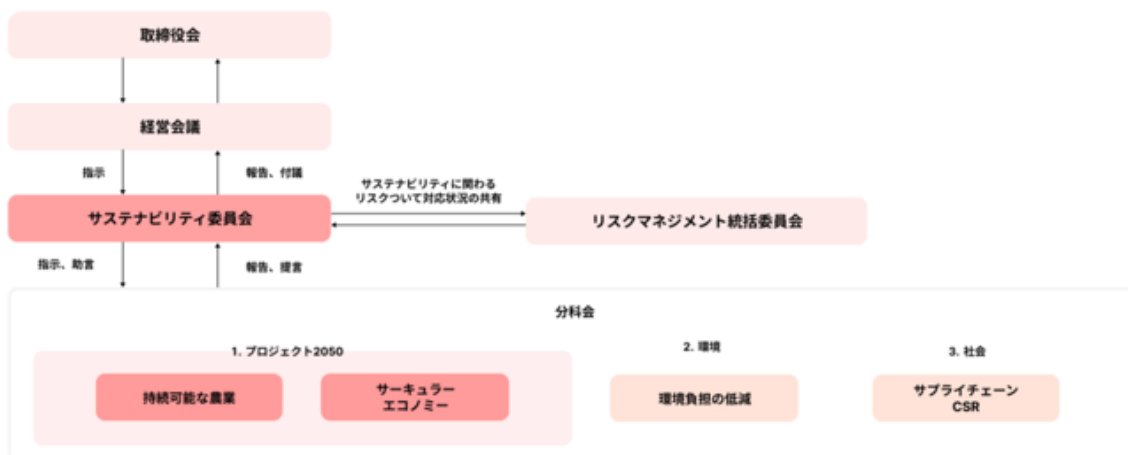 取締役会
経営会議
指示
報告、付議
サステナビリティに関わる
リスクついて対応状況の共有
サステナビリティ委員会
リスクマネジメント統括委員会
指示、助言
報告、提言
分科会
1. プロジェクト2050
2. 環境
3. 社会
持続可能な農業
サーキュラー
エコノミー
環境負担の低減
サプライチェーン
CSR